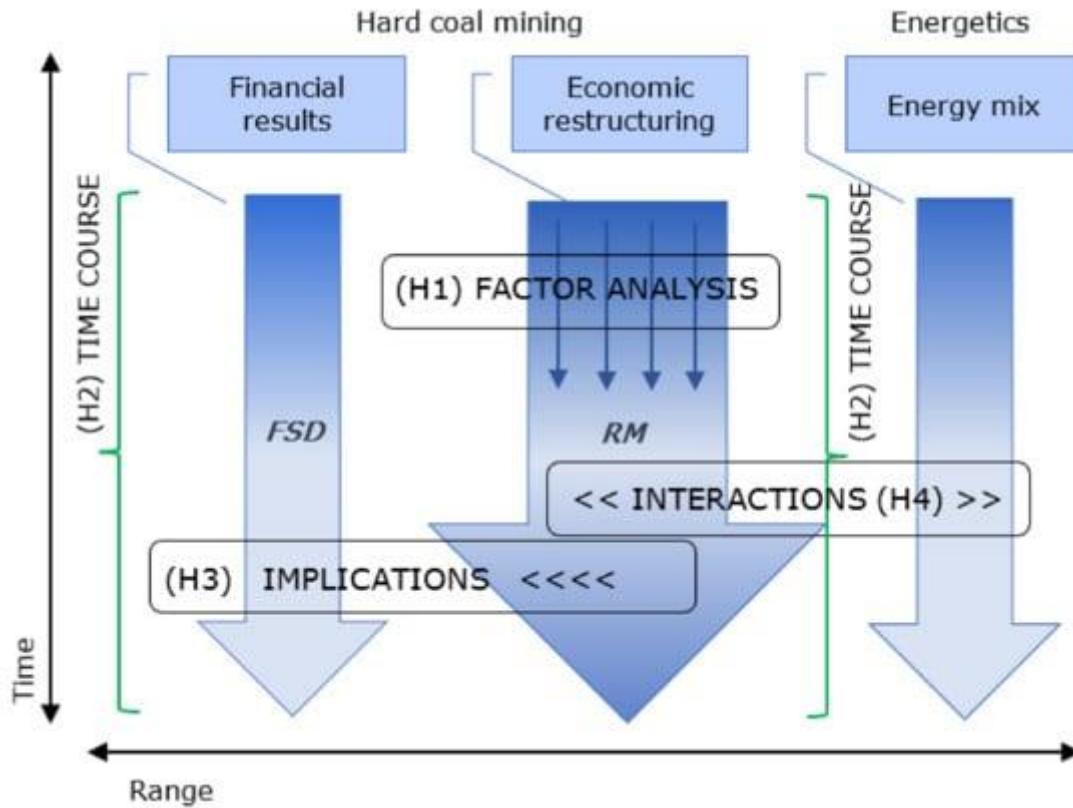 Hard coal mining
Energetics
Financial
results
Economic
restructuring
Energy mix
(H2) TIME COURSE
(H2) TIME COURSE
(H1) FACTOR ANALYSIS
FSD
RM
<< INTERACTIONS (H4) >>
(H3) IMPLICATIONS <<<<
Time
Range